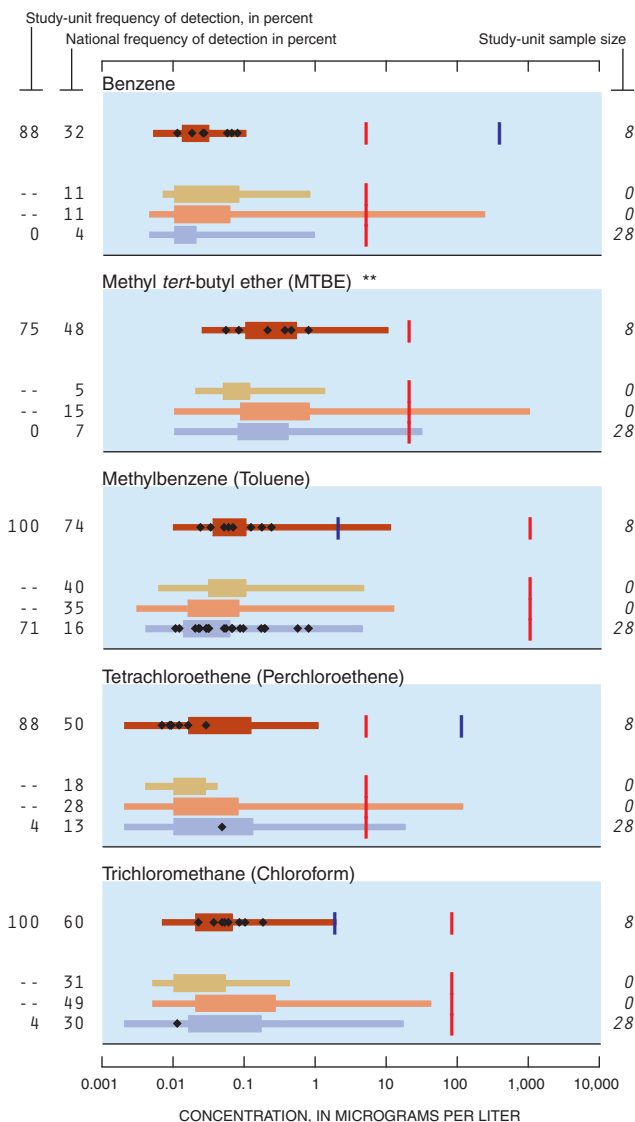 Study-unit frequency of detection, in percent
National frequency of detection in percent
Study-unit sample size
Benzene
88 32 8
-- 11 0
-- 11 0
0 4 28
Methyl tert-butyl ether (MTBE) **
75 48 8
-- 5 0
-- 15 0
0 7 28
Methylbenzene (Toluene)
100 74 8
-- 40 0
-- 35 0
71 16 28
Tetrachloroethene (Perchloroethene)
88 50 8
-- 18 0
-- 28 0
4 13 28
Trichloromethane (Chloroform)
100 60 8
-- 31 0
-- 49 0
4 30 28
0.001 0.01 0.1 1 10 100 1,000 10,000
CONCENTRATION, IN MICROGRAMS PER LITER